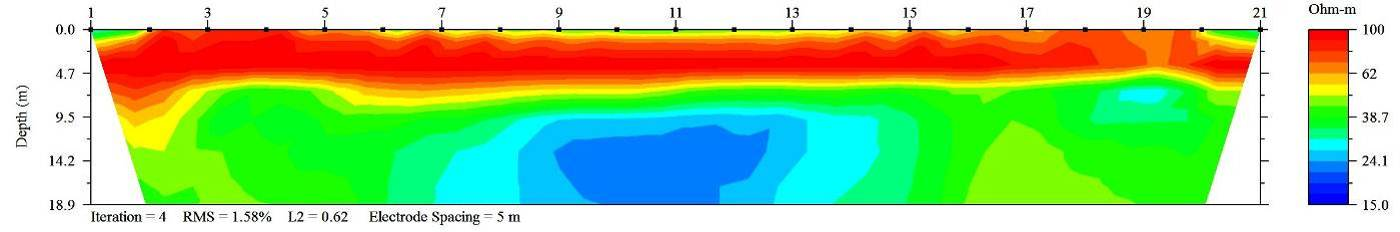 1 3 5 7 9 11 13 15 17 19 21
Ohm-m
0.0
4.7
9.5
14.2
18.9
Depth (m)
100
62
38.7
24.1
15.0
Iteration = 4 RMS = 1.58% L2 = 0.62 Electrode Spacing = 5 m